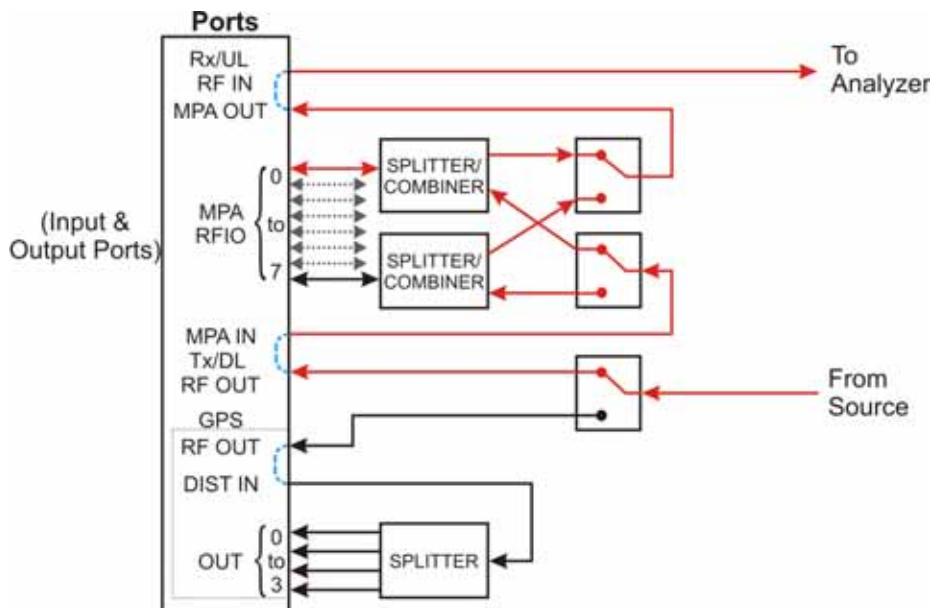 Ports
Rx/UL
RF IN
MPA OUT
To
Analyzer
SPLITTER/
COMBINER
0
to
7
MPA
RFIO
(Input &
Output Ports)
SPLITTER/
COMBINER
MPA IN
Tx/DL
RF OUT
From
Source
GPS
RF OUT
DIST IN
OUT
0
to
3
SPLITTER